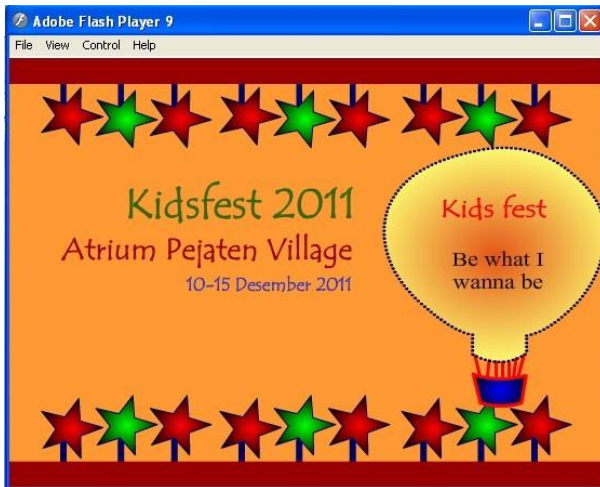 Adobe Flash Player 9
File View Control Help
Kidsfest 2011
Atrium Pejaten Village
10-15 Desember 2011
Kids fest
Be what I
wanna be